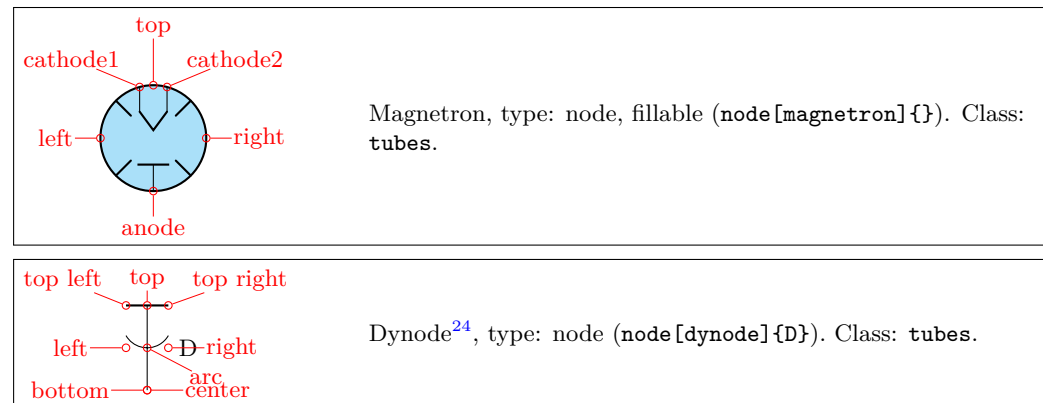 top
cathode1 cathode2
left right
anode
Magnetron, type: node, fillable (node[magnetron]{}). Class:
tubes.
top left top top right
left D right
arc
bottom center
Dynode24, type: node (node[dynode]{D}). Class: tubes.